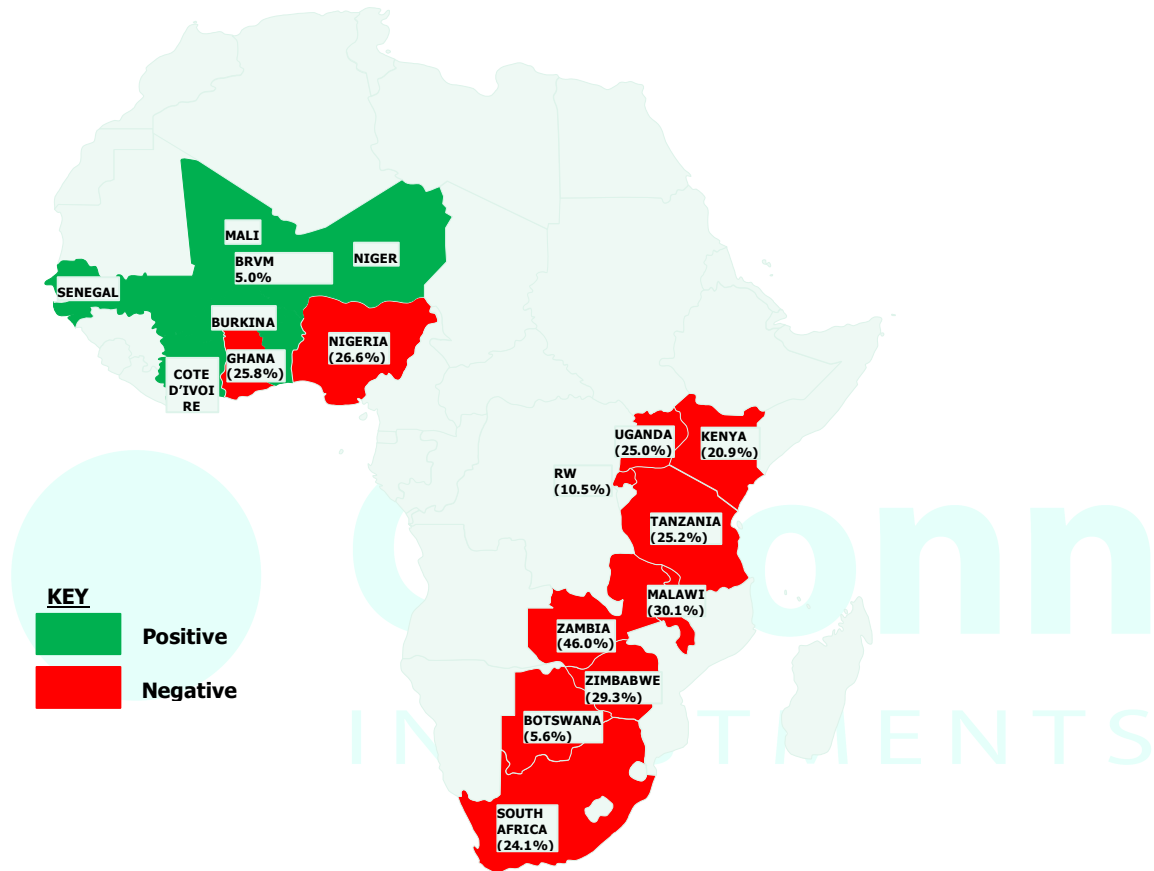 MALI
BRVM
5.0%
NIGER
SENEGAL
BURKINA
NIGERIA
(26.6%)
GHANA
(25.8%)
COTE
D'IVOI
RE
UGANDA
(25.0%)
KENYA
(20.9%)
RW
(10.5%)
TANZANIA
(25.2%)
MALAWI
(30.1%)
ZAMBIA
(46.0%)
ZIMBABWE
(29.3%)
BOTSWANA
(5.6%)
SOUTH
AFRICA
(24.1%)
KEY
Positive
Negative